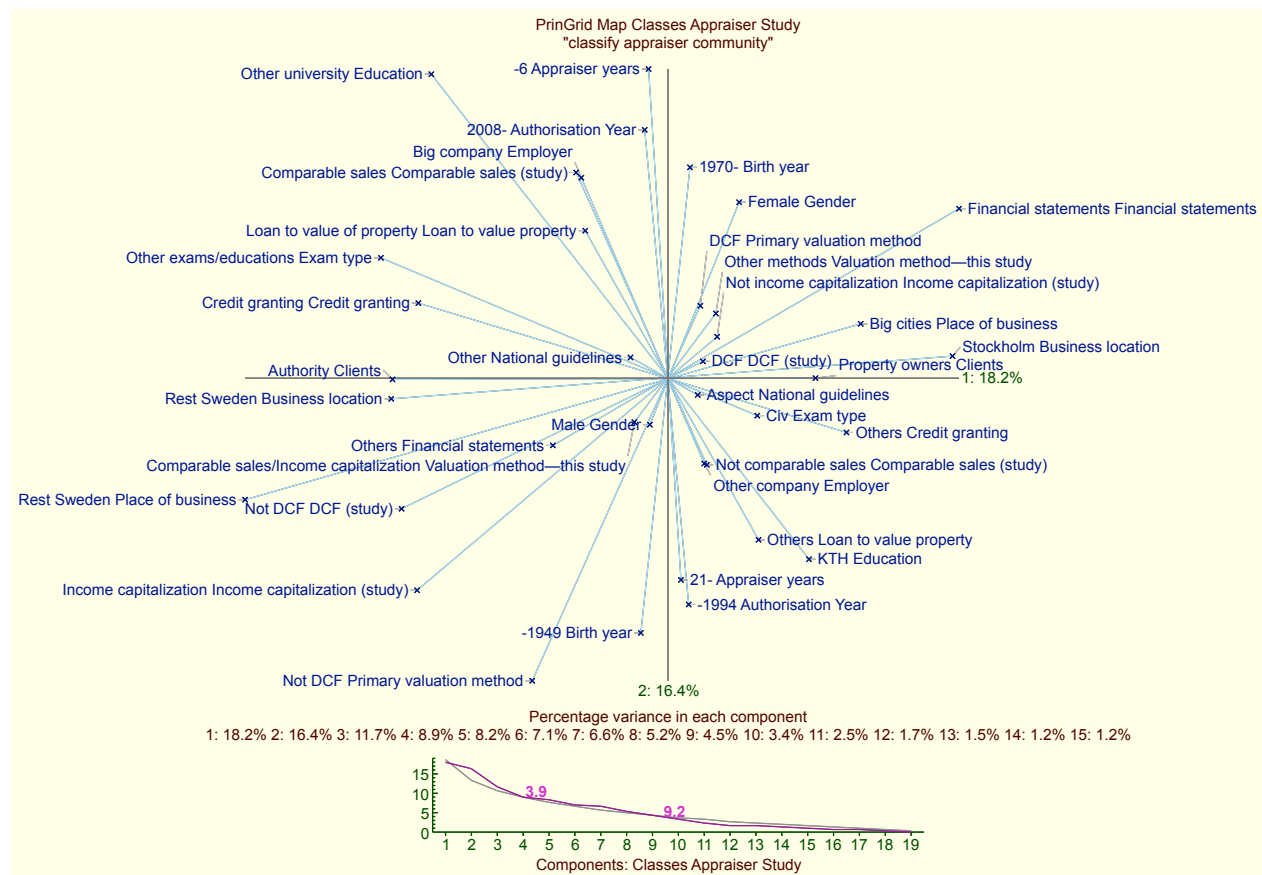 PrinGrid Map Classes Appraiser Study
"classify appraiser community"
-6 Appraiser years
Other university Education
2008- Authorisation Year
Big company Employer
1970- Birth year
Comparable sales Comparable sales (study)
Female Gender
Financial statements Financial statements
Loan to value of property Loan to value property
DCF Primary valuation method
Other exams/educations Exam type
Other methods Valuation method—this study
Not income capitalization Income capitalization (study)
Credit granting Credit granting
Big cities Place of business
Stockholm Business location
Other National guidelines
DCF DCF (study)
Property owners Clients
Authority Clients
1: 18.2%
Rest Sweden Business location
Aspect National guidelines
Civ Exam type
Male Gender
Others Credit granting
Others Financial statements
Comparable sales/Income capitalization Valuation method—this study
Not comparable sales Comparable sales (study)
Other company Employer
Rest Sweden Place of business
Not DCF DCF (study)
Others Loan to value property
KTH Education
21- Appraiser years
Income capitalization Income capitalization (study)
-1994 Authorisation Year
-1949 Birth year
Not DCF Primary valuation method
2: 16.4%
Percentage variance in each component
1: 18.2% 2: 16.4% 3: 11.7% 4: 8.9% 5: 8.2% 6: 7.1% 7: 6.6% 8: 5.2% 9: 4.5% 10: 3.4% 11: 2.5% 12: 1.7% 13: 1.5% 14: 1.2% 15: 1.2%
15
10
5
0
3.9
9.2
1 2 3 4 5 6 7 8 9 10 11 12 13 14 15 16 17 18 19
Components: Classes Appraiser Study